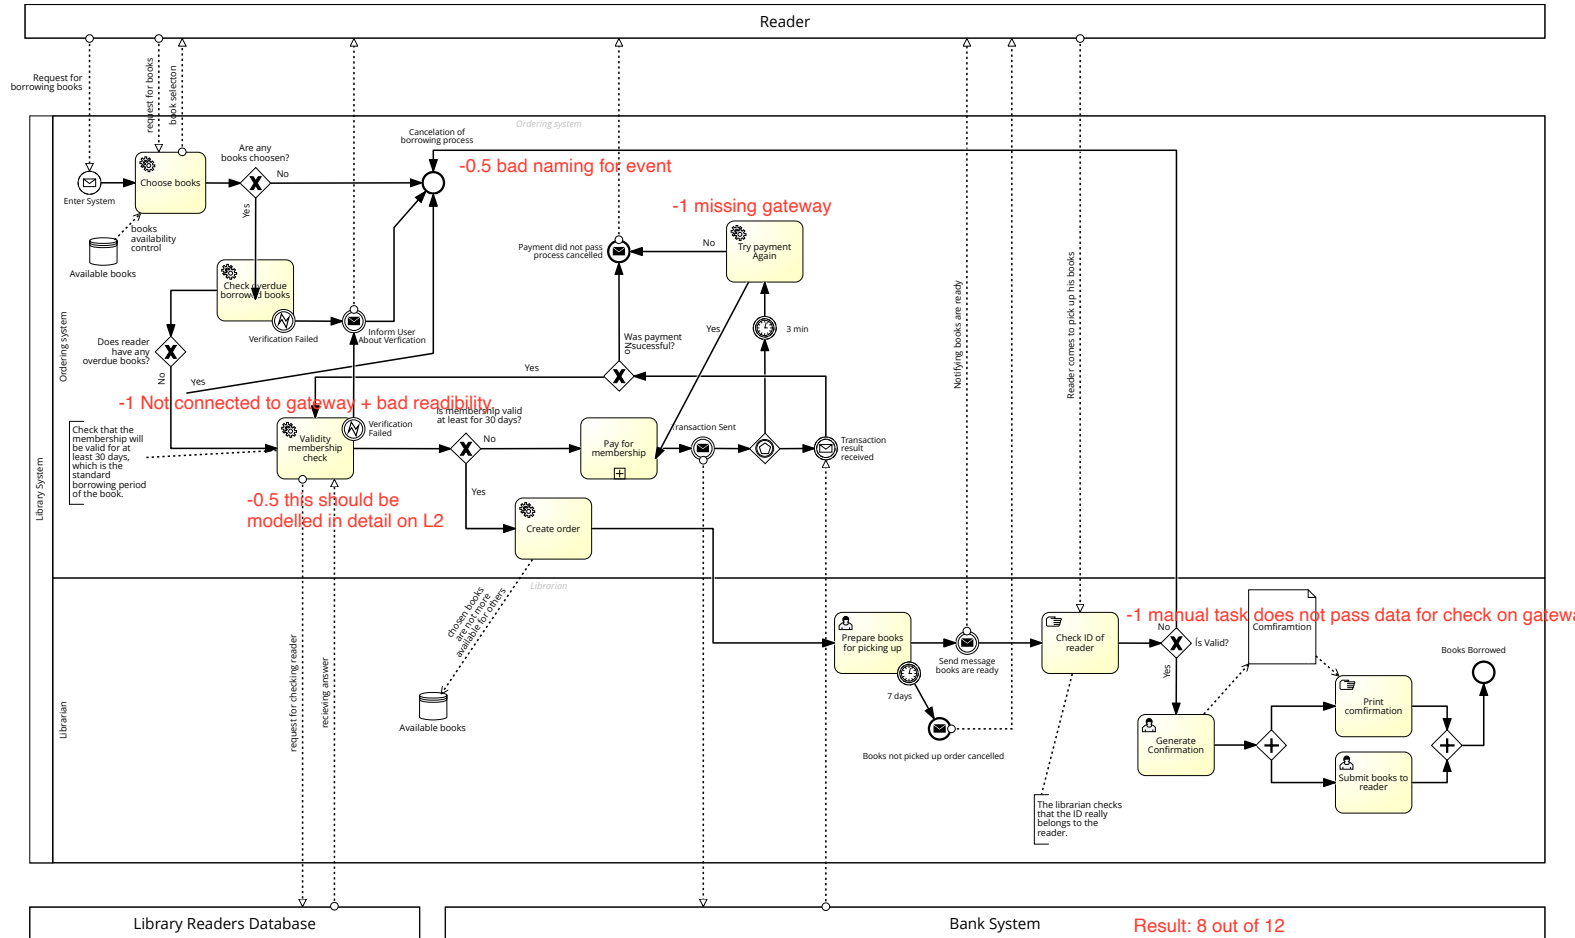 Reader
Request for
borrowing books
request for books
book selecton
Ordering system
Cancelation of
borrowing process
-0.5 bad naming for event
Are any
books choosen?
No
Choose books
Enter System
Yes
-1 missing gateway
books
availability
control
Available books
Payment did not pass
process cancelled
No
Try payment
Again
Check overdue
borrowed books
Verification Failed
Inform User
About Verfication
3 min
Yes
Was payment
sucessful?
No
Notifying books are ready
Reader comes to pick up his books
Ordering system
Library System
Does reader
have any
overdue books?
No
Yes
Yes
-1 Not connected to gateway + bad readibility
Is membership valid
at least for 30 days?
Check that the
membership will
be valid for at
least 30 days,
which is the
standard
borrowing period
of the book.
Validity
membership
check
Verification
Failed
No
Pay for
membership
Transaction Sent
Transaction
result
received
Yes
-0.5 this should be
modelled in detail on L2
Create order
Librarian
chosen books
are not more
available for others
Available books
request for checking reader
recieving answer
Librarian
Prepare books
for picking up
7 days
Send message
books are ready
Books not picked up order cancelled
Check ID of
reader
-1 manual task does not pass data for check on gatewa
No
Ís Valid?
Yes
Comfiramtion
Books Borrowed
Print
comfirmation
Generate
Confirmation
Submit books to
reader
The librarian checks
that the ID really
belongs to the
reader.
Library Readers Database
Bank System
Result: 8 out of 12